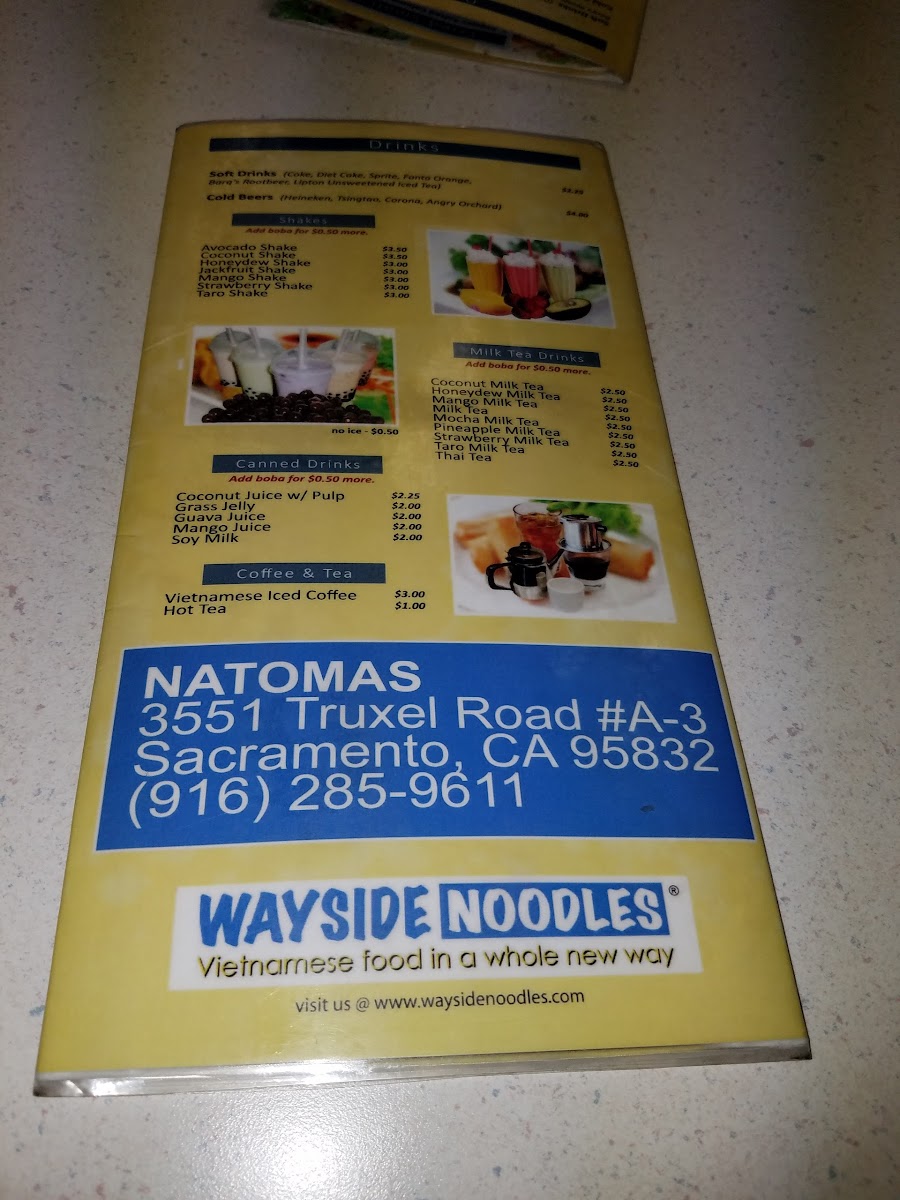 Drinks
Soft Drinks (Coke, Diet Coke, Sprite, Fanta Orange,
Barq's Rootbeer, Lipton Unsweetened Iced Tea) $2.25
Cold Beers (Heineken, Tsingtao, Corona, Angry Orchard) $4.00
Shakes
Add boba for $0.50 more.
Avocado Shake $3.50
Coconut Shake $3.50
Honeydew Shake $3.00
Jackfruit Shake $3.00
Mango Shake $3.00
Strawberry Shake $3.00
Taro Shake $3.00
no ice - $0.50
Milk Tea Drinks
Add boba for $0.50 more.
Coconut Milk Tea $2.50
Honeydew Milk Tea $2.50
Mango Milk Tea $2.50
Milk Tea $2.50
Mocha Milk Tea $2.50
Pineapple Milk Tea $2.50
Strawberry Milk Tea $2.50
Taro Milk Tea $2.50
Thai Tea $2.50
Canned Drinks
Add boba for $0.50 more.
Coconut Juice w/ Pulp $2.25
Grass Jelly $2.00
Guava Juice $2.00
Mango Juice $2.00
Soy Milk $2.00
Coffee & Tea
Vietnamese Iced Coffee $3.00
Hot Tea $1.00
NATOMAS
3551 Truxel Road #A-3
Sacramento, CA 95832
(916) 285-9611
WAYSIDE NOODLES®
Vietnamese food in a whole new way
visit us @ www.waysidenoodles.com